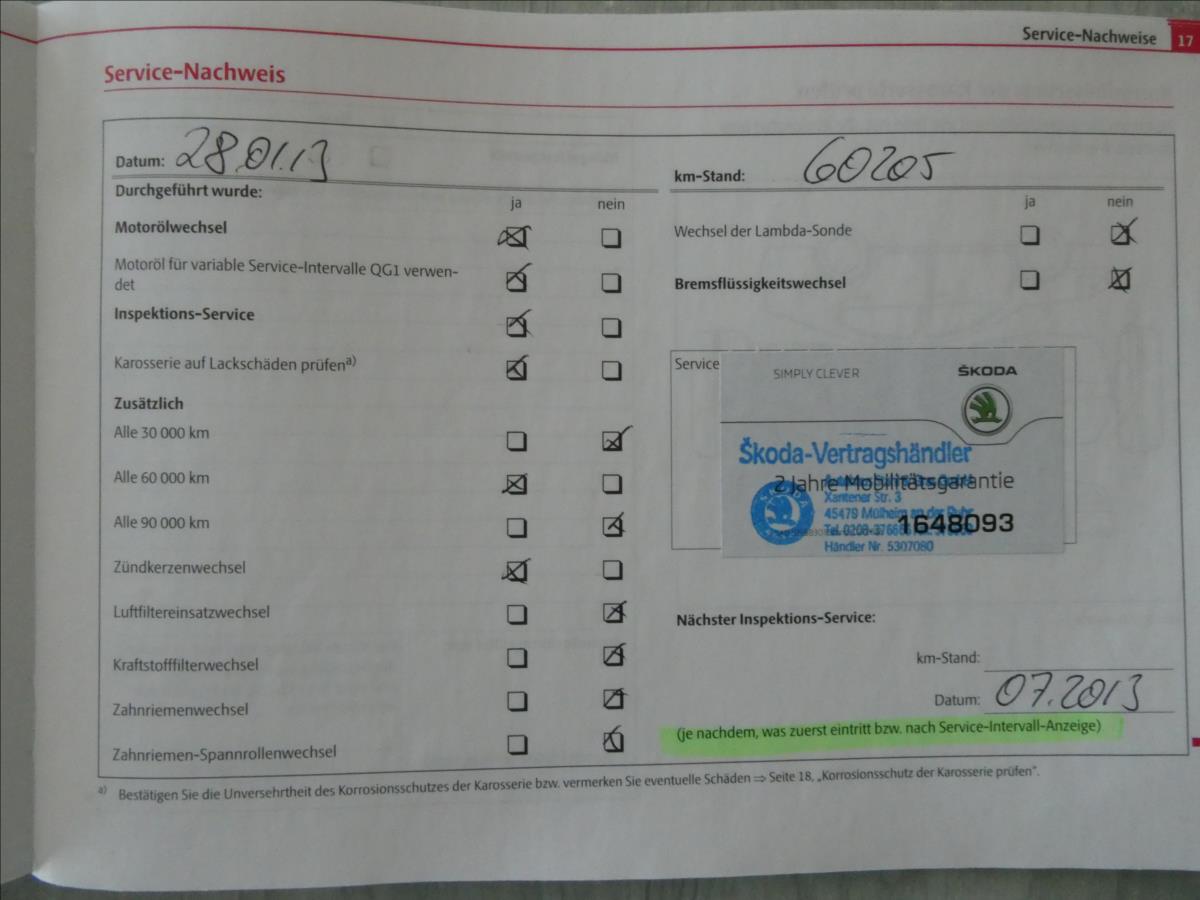 Service-Nachweise 17
Service-Nachweis
Datum: 28.01.13
Durchgeführt wurde:
ja nein
Motorölwechsel
Motoröl für variable Service-Intervalle QG1 verwen-
det
Inspektions-Service
Karosserie auf Lackschäden prüfen a)
Zusätzlich
Alle 30 000 km
Alle 60 000 km
Alle 90 000 km
Zündkerzenwechsel
Luftfiltereinsatzwechsel
Kraftstofffilterwechsel
Zahnriemenwechsel
Zahnriemen-Spannrollenwechsel
km-Stand: 60205
ja nein
Wechsel der Lambda-Sonde
Bremsflüssigkeitswechsel
Service
SIMPLY CLEVER
ŠKODA
Škoda-Vertragshändler
2 Jahre Mobilitätsgarantie
Xantener Str. 3
45479 Mülheim an der Ruhr
1648093
Händler Nr. 5307080
Nächster Inspektions-Service:
km-Stand:
Datum: 07.2013
(je nachdem, was zuerst eintritt bzw. nach Service-Intervall-Anzeige)
a) Bestätigen Sie die Unversehrtheit des Korrosionsschutzes der Karosserie bzw. vermerken Sie eventuelle Schäden ⇒ Seite 18, „Korrosionsschutz der Karosserie prüfen".